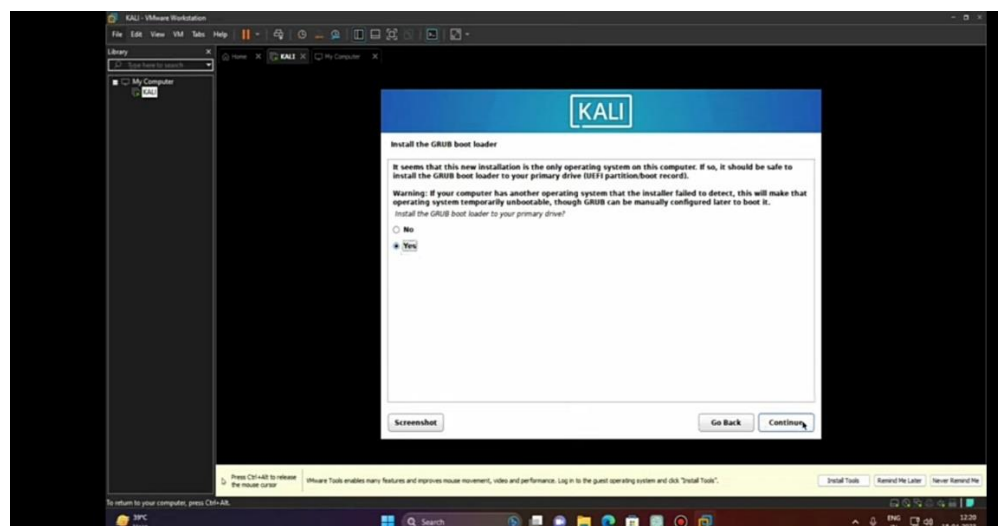 KALI - VMware Workstation
File Edit View VM Tabs Help
Library
Type here to search
My Computer
KALI
Home KALI My Computer
KALI
Install the GRUB boot loader
It seems that this new installation is the only operating system on this computer. If so, it should be safe to
install the GRUB boot loader to your primary drive (UEFI partition/boot record).
Warning: If your computer has another operating system that the installer failed to detect, this will make that
operating system temporarily unbootable, though GRUB can be manually configured later to boot it.
Install the GRUB boot loader to your primary drive?
No
Yes
Screenshot Go Back Continue
Press Ctrl+Alt to release
the mouse cursor
VMware Tools enables many features and improves mouse movement, video and performance. Log in to the guest operating system and click "Install Tools".
Install Tools Remind Me Later Never Remind Me
To return to your computer, press Ctrl+Alt.
39°C
Search
ENG
12:20